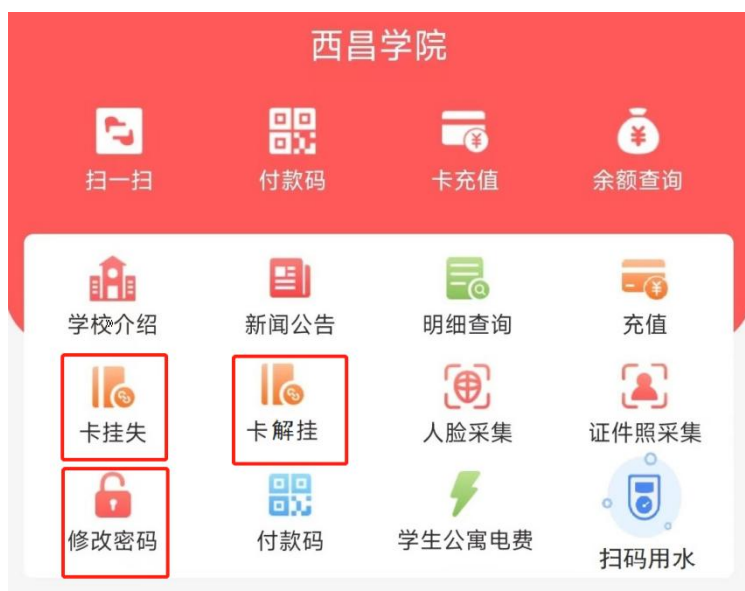 西昌学院
扫一扫 付款码 卡充值 余额查询
学校介绍 新闻公告 明细查询 充值
卡挂失 卡解挂 人脸采集 证件照采集
修改密码 付款码 学生公寓电费 扫码用水